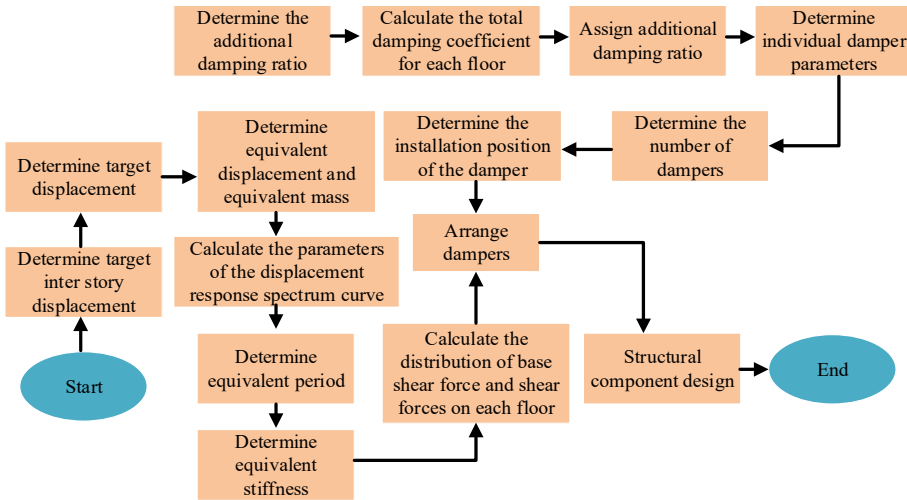 Determine the
additional
damping ratio
Calculate the total
damping coefficient
for each floor
Assign additional
damping ratio
Determine
individual damper
parameters
Determine the
number of
dampers
Determine the
installation position
of the damper
Arrange
dampers
Start
Determine target
inter story
displacement
Determine target
displacement
Determine
equivalent
displacement and
equivalent mass
Calculate the parameters
of the displacement
response spectrum curve
Determine
equivalent period
Determine
equivalent
stiffness
Calculate the
distribution of base
shear force and shear
forces on each floor
Structural
component design
End